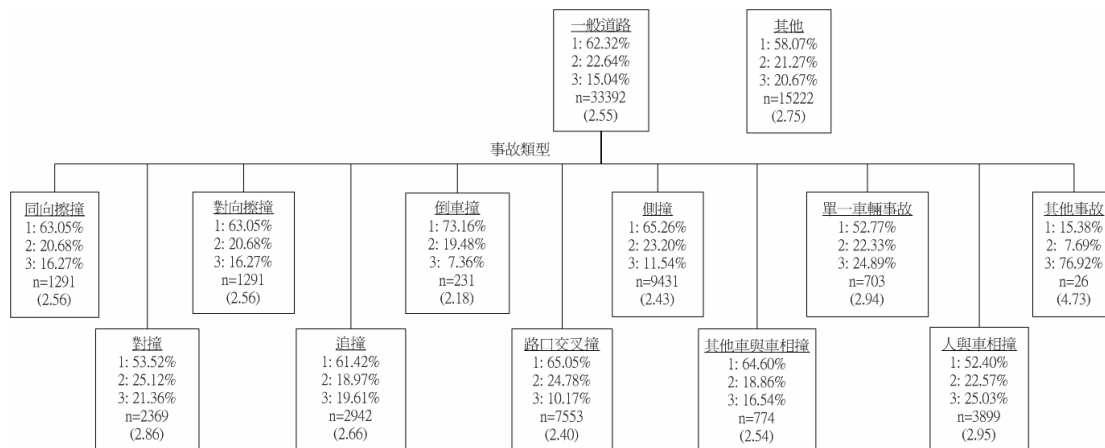 一般道路
1: 62.32%
2: 22.64%
3: 15.04%
n=33392
(2.55)
其他
1: 58.07%
2: 21.27%
3: 20.67%
n=15222
(2.75)
事故類型
同向擦撞
1: 63.05%
2: 20.68%
3: 16.27%
n=1291
(2.56)
對向擦撞
1: 63.05%
2: 20.68%
3: 16.27%
n=1291
(2.56)
倒車撞
1: 73.16%
2: 19.48%
3: 7.36%
n=231
(2.18)
側撞
1: 65.26%
2: 23.20%
3: 11.54%
n=9431
(2.43)
單一車輛事故
1: 52.77%
2: 22.33%
3: 24.89%
n=703
(2.94)
其他事故
1: 15.38%
2: 7.69%
3: 76.92%
n=26
(4.73)
對撞
1: 53.52%
2: 25.12%
3: 21.36%
n=2369
(2.86)
追撞
1: 61.42%
2: 18.97%
3: 19.61%
n=2942
(2.66)
路口交叉撞
1: 65.05%
2: 24.78%
3: 10.17%
n=7553
(2.40)
其他車與車相撞
1: 64.60%
2: 18.86%
3: 16.54%
n=774
(2.54)
人與車相撞
1: 52.40%
2: 22.57%
3: 25.03%
n=3899
(2.95)